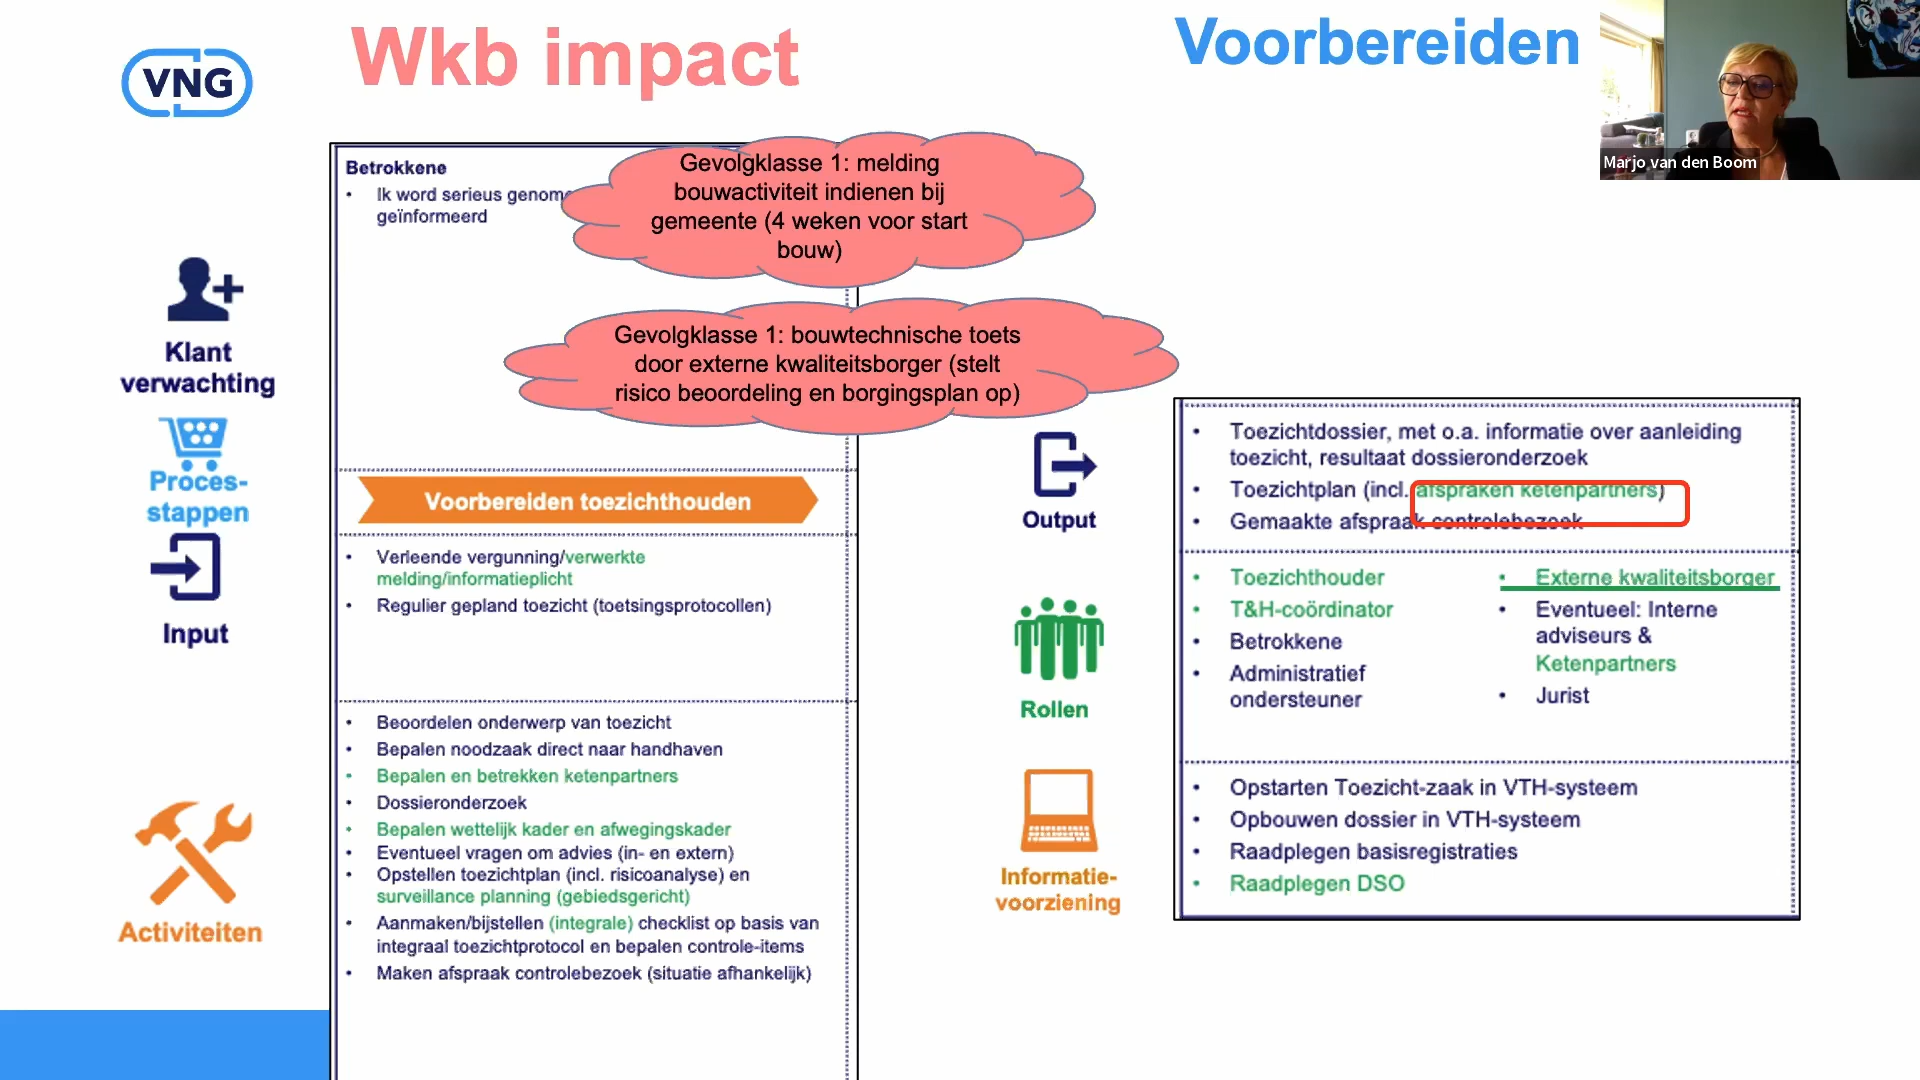 VNG
Wkb impact
Voorbereiden
Marjo van den Boom
Betrokkene
• Ik word serieus genome
geïnformeerd
Gevolgklasse 1: melding
bouwactiviteit indienen bij
gemeente (4 weken voor start
bouw)
Gevolgklasse 1: bouwtechnische toets
door externe kwaliteitsborger (stelt
risico beoordeling en borgingsplan op)
Klant
verwachting
Proces-
stappen
Voorbereiden toezichthouden
Input
• Verleende vergunning/verwerkte
melding/informatieplicht
• Regulier gepland toezicht (toetsingsprotocollen)
Activiteiten
• Beoordelen onderwerp van toezicht
• Bepalen noodzaak direct naar handhaven
• Bepalen en betrekken ketenpartners
• Dossieronderzoek
• Bepalen wettelijk kader en afwegingskader
• Eventueel vragen om advies (in- en extern)
• Opstellen toezichtplan (incl. risicoanalyse) en
surveillance planning (gebiedsgericht)
• Aanmaken/bijstellen (integrale) checklist op basis van
integraal toezichtprotocol en bepalen controle-items
• Maken afspraak controlebezoek (situatie afhankelijk)
Output
• Toezichtdossier, met o.a. informatie over aanleiding
toezicht, resultaat dossieronderzoek
• Toezichtplan (incl. afspraken ketenpartners)
• Gemaakte afspraak controlebezoek
Rollen
• Toezichthouder
• T&H-coördinator
• Betrokkene
• Administratief
ondersteuner
• Externe kwaliteitsborger
• Eventueel: Interne
adviseurs &
Ketenpartners
• Jurist
Informatie-
voorziening
• Opstarten Toezicht-zaak in VTH-systeem
• Opbouwen dossier in VTH-systeem
• Raadplegen basisregistraties
• Raadplegen DSO